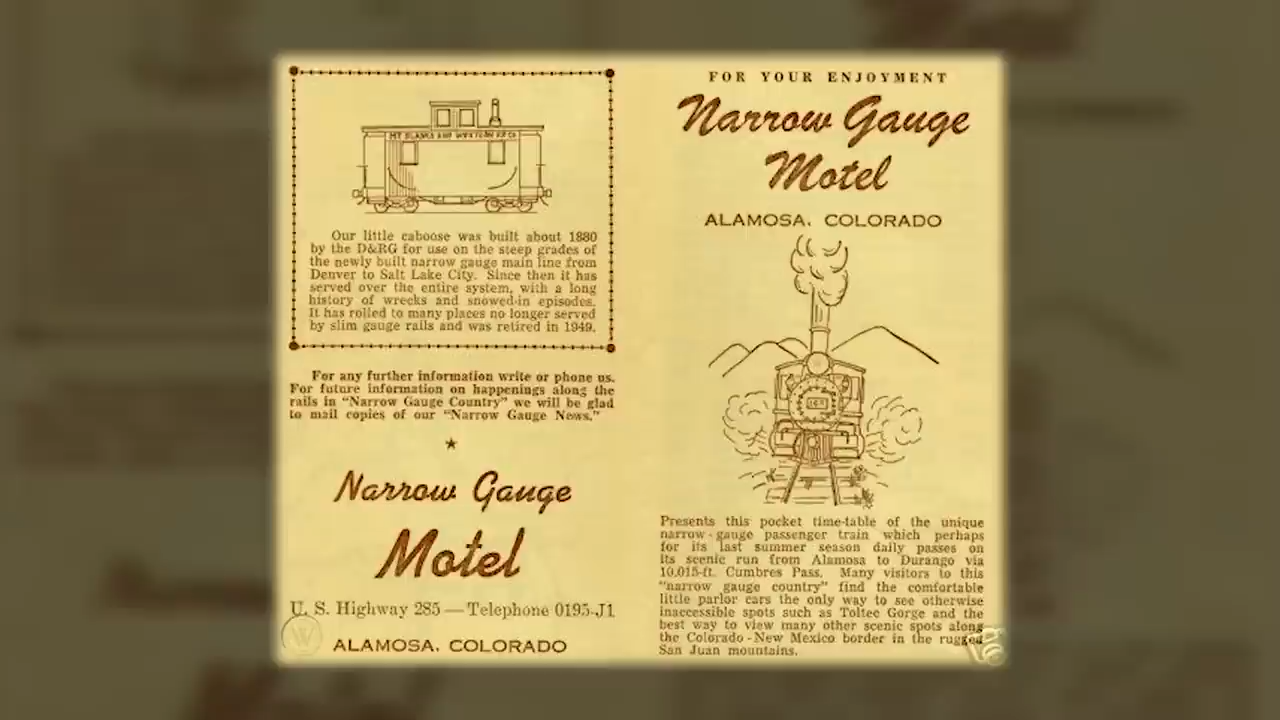 MT BLANCA AND WESTERN RY CO
Our little caboose was built about 1880
by the D&RG for use on the steep grades of
the newly built narrow gauge main line from
Denver to Salt Lake City. Since then it has
served over the entire system, with a long
history of wrecks and snowed-in episodes.
It has rolled to many places no longer served
by slim gauge rails and was retired in 1949.
For any further information write or phone us.
For future information on happenings along the
rails in "Narrow Gauge Country" we will be glad
to mail copies of our "Narrow Gauge News."
Narrow Gauge
Motel
U. S. Highway 285 — Telephone 0195-J1
ALAMOSA, COLORADO
FOR YOUR ENJOYMENT
Narrow Gauge
Motel
ALAMOSA, COLORADO
Presents this pocket time-table of the unique
narrow-gauge passenger train which perhaps
for its last summer season daily passes on
its scenic run from Alamosa to Durango via
10,015-ft. Cumbres Pass. Many visitors to this
"narrow gauge country" find the comfortable
little parlor cars the only way to see otherwise
inaccessible spots such as Toltec Gorge and the
best way to view many other scenic spots along
the Colorado-New Mexico border in the rugged
San Juan mountains.